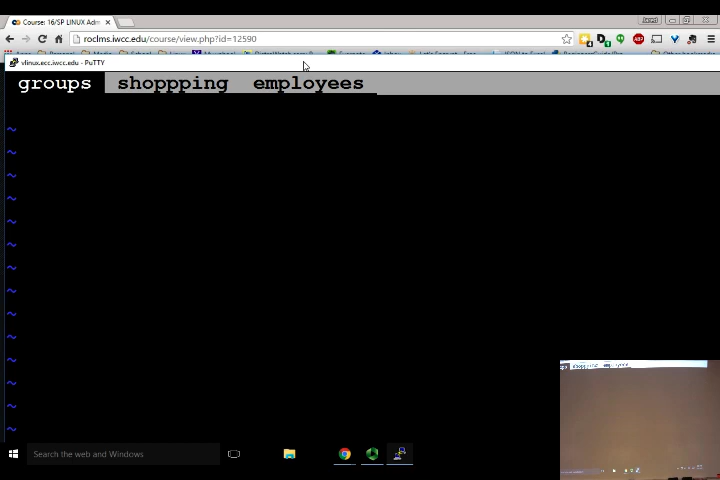 Course: 16/SP LINUX Adm
Jared
roclms.iwcc.edu/course/view.php?id=12590
vlinux.ecc.iwcc.edu - PuTTY
groups shoppping employees
~
~
~
~
~
~
~
~
~
~
~
~
~
~
Search the web and Windows